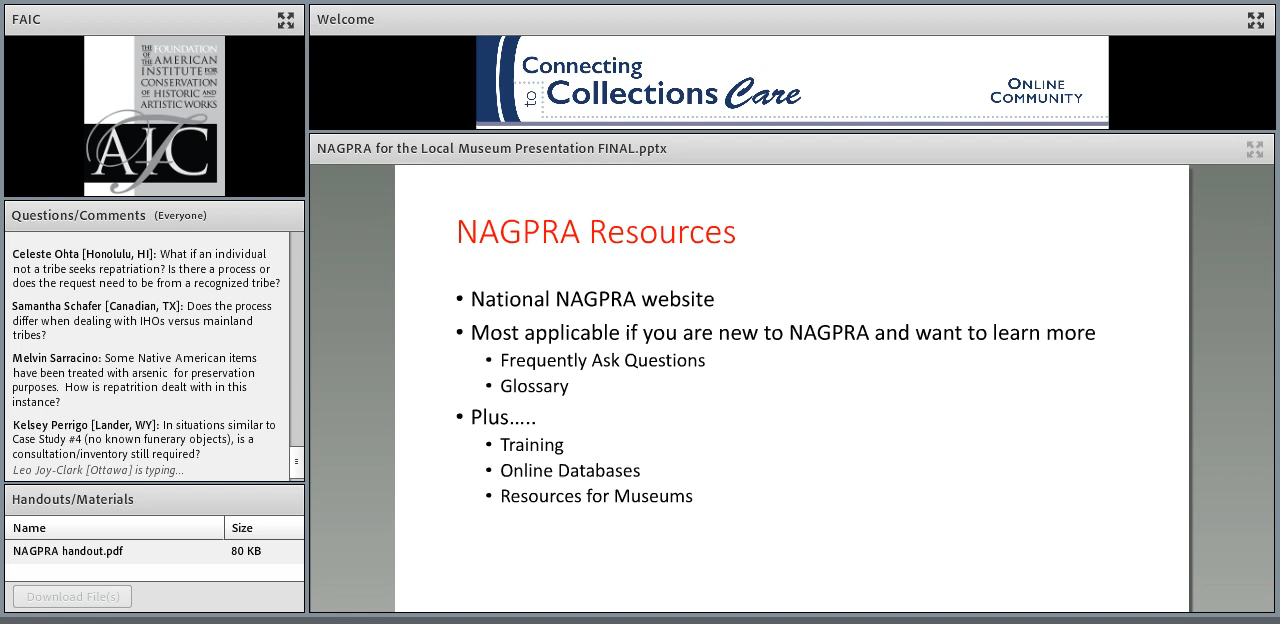 FAIC
THE FOUNDATION
OF THE AMERICAN
INSTITUTE FOR
CONSERVATION
OF HISTORIC AND
ARTISTIC WORKS
AIC
Welcome
Connecting
to Collections Care
ONLINE
COMMUNITY
Questions/Comments (Everyone)
Celeste Ohta [Honolulu, HI]: What if an individual
not a tribe seeks repatriation? Is there a process or
does the request need to be from a recognized tribe?
Samantha Schafer [Canadian, TX]: Does the process
differ when dealing with IHOs versus mainland
tribes?
Melvin Sarracino: Some Native American items
have been treated with arsenic for preservation
purposes. How is repatrition dealt with in this
instance?
Kelsey Perrigo [Lander, WY]: In situations similar to
Case Study #4 (no known funerary objects), is a
consultation/inventory still required?
Leo Joy-Clark [Ottawa] is typing...
Handouts/Materials
Name Size
NAGPRA handout.pdf 80 KB
Download File(s)
NAGPRA for the Local Museum Presentation FINAL.pptx
NAGPRA Resources
• National NAGPRA website
• Most applicable if you are new to NAGPRA and want to learn more
• Frequently Ask Questions
• Glossary
• Plus…..
• Training
• Online Databases
• Resources for Museums